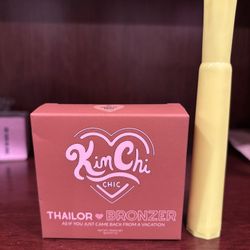 KimChi
CHIC
THAILOR ♥ BRONZER
AS IF YOU JUST CAME BACK FROM A VACATION